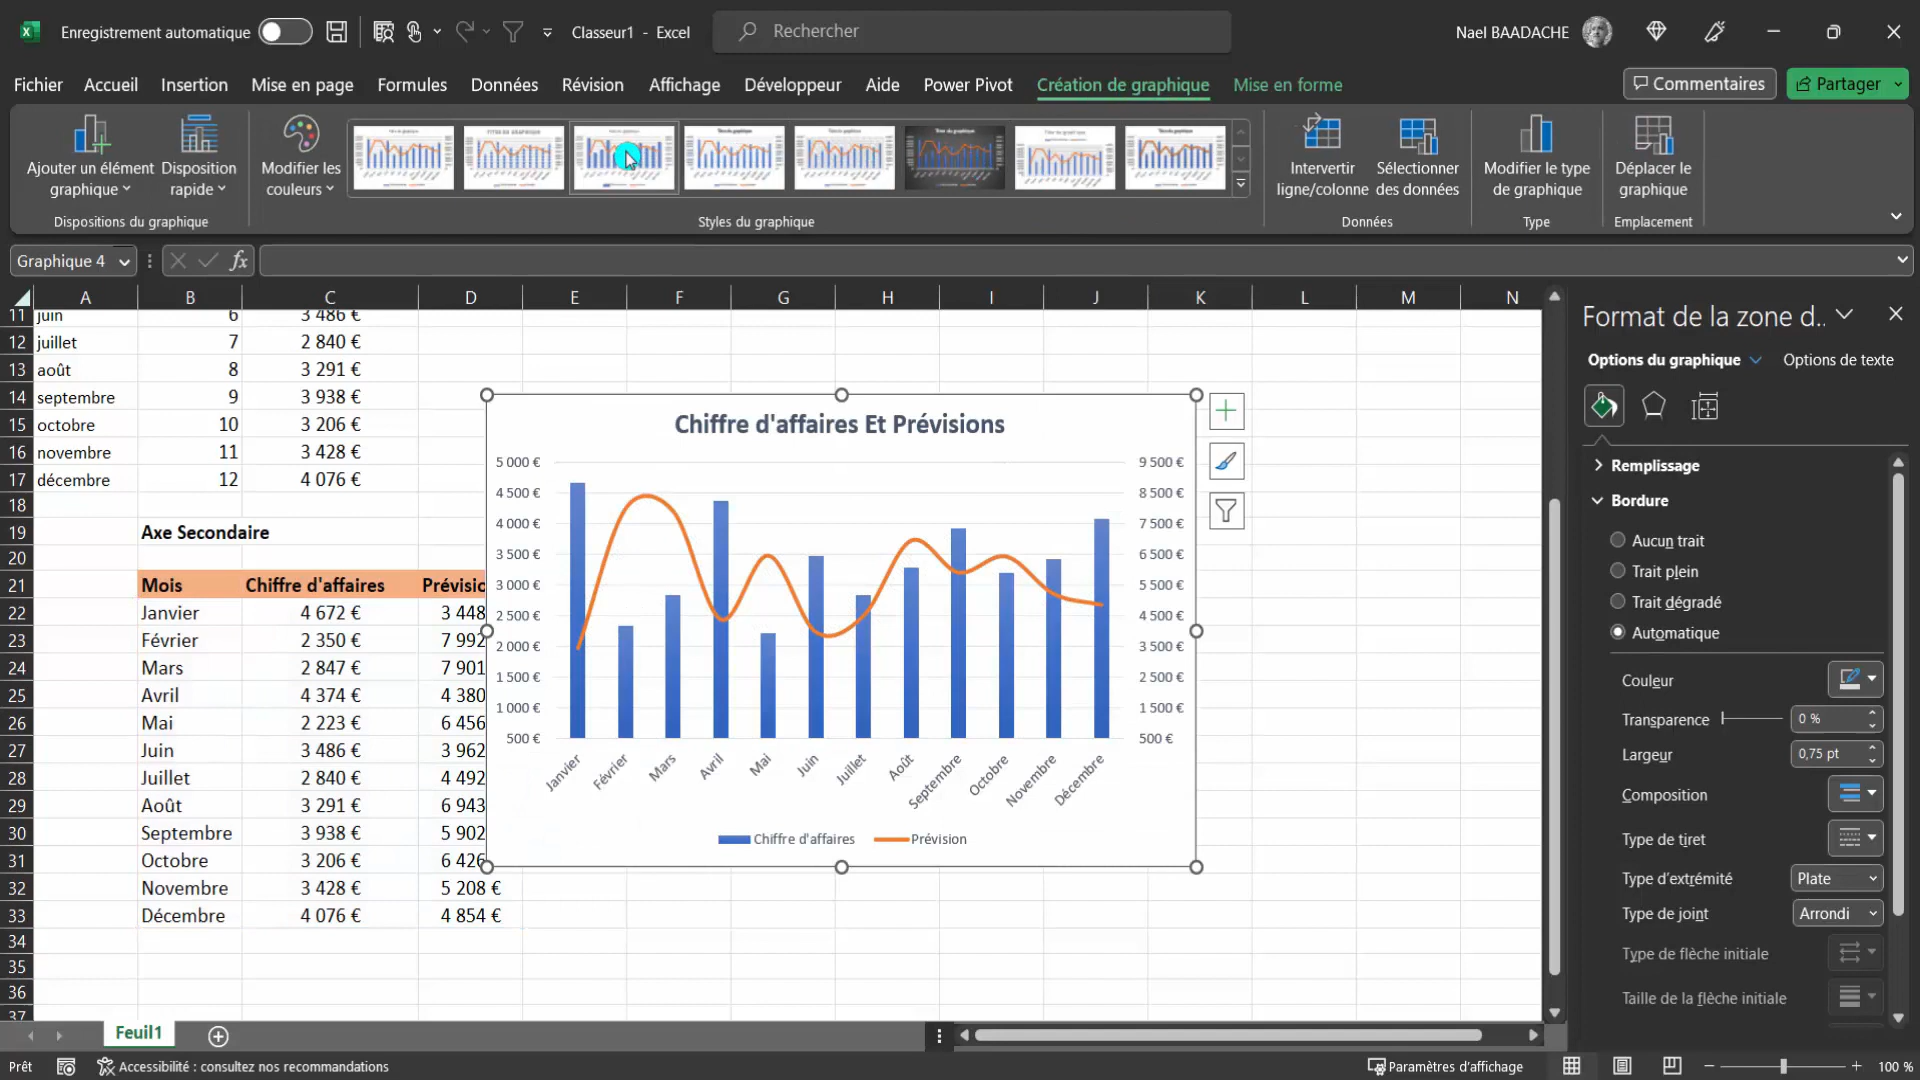 Enregistrement automatique
Classeur1 - Excel
Rechercher
Nael BAADACHE
Fichier Accueil Insertion Mise en page Formules Données Révision Affichage Développeur Aide Power Pivot Création de graphique Mise en forme
Commentaires
Partager
Ajouter un élément graphique
Disposition rapide
Modifier les couleurs
Intervertir ligne/colonne
Sélectionner des données
Modifier le type de graphique
Déplacer le graphique
Dispositions du graphique
Styles du graphique
Données
Type
Emplacement
Graphique 4
fx
A B C D E F G H I J K L M N
11 juin 6 3 486 €
12 juillet 7 2 840 €
13 août 8 3 291 €
14 septembre 9 3 938 €
15 octobre 10 3 206 €
16 novembre 11 3 428 €
17 décembre 12 4 076 €
18
19 Axe Secondaire
20
21 Mois Chiffre d'affaires Prévisio
22 Janvier 4 672 € 3 448
23 Février 2 350 € 7 992
24 Mars 2 847 € 7 901
25 Avril 4 374 € 4 380
26 Mai 2 223 € 6 456
27 Juin 3 486 € 3 962
28 Juillet 2 840 € 4 492
29 Août 3 291 € 6 943
30 Septembre 3 938 € 5 902
31 Octobre 3 206 € 6 426
32 Novembre 3 428 € 5 208 €
33 Décembre 4 076 € 4 854 €
34
35
36
37
Chiffre d'affaires Et Prévisions
5 000 € 9 500 €
4 500 € 8 500 €
4 000 € 7 500 €
3 500 € 6 500 €
3 000 € 5 500 €
2 500 € 4 500 €
2 000 € 3 500 €
1 500 € 2 500 €
1 000 € 1 500 €
500 € 500 €
Janvier Février Mars Avril Mai Juin Juillet Août Septembre Octobre Novembre Décembre
Chiffre d'affaires Prévision
Format de la zone d...
Options du graphique Options de texte
Remplissage
Bordure
Aucun trait
Trait plein
Trait dégradé
Automatique
Couleur
Transparence 0 %
Largeur 0,75 pt
Composition
Type de tiret
Type d'extrémité Plate
Type de joint Arrondi
Type de flèche initiale
Taille de la flèche initiale
Feuil1
Prêt
Accessibilité : consultez nos recommandations
Paramètres d'affichage
100 %